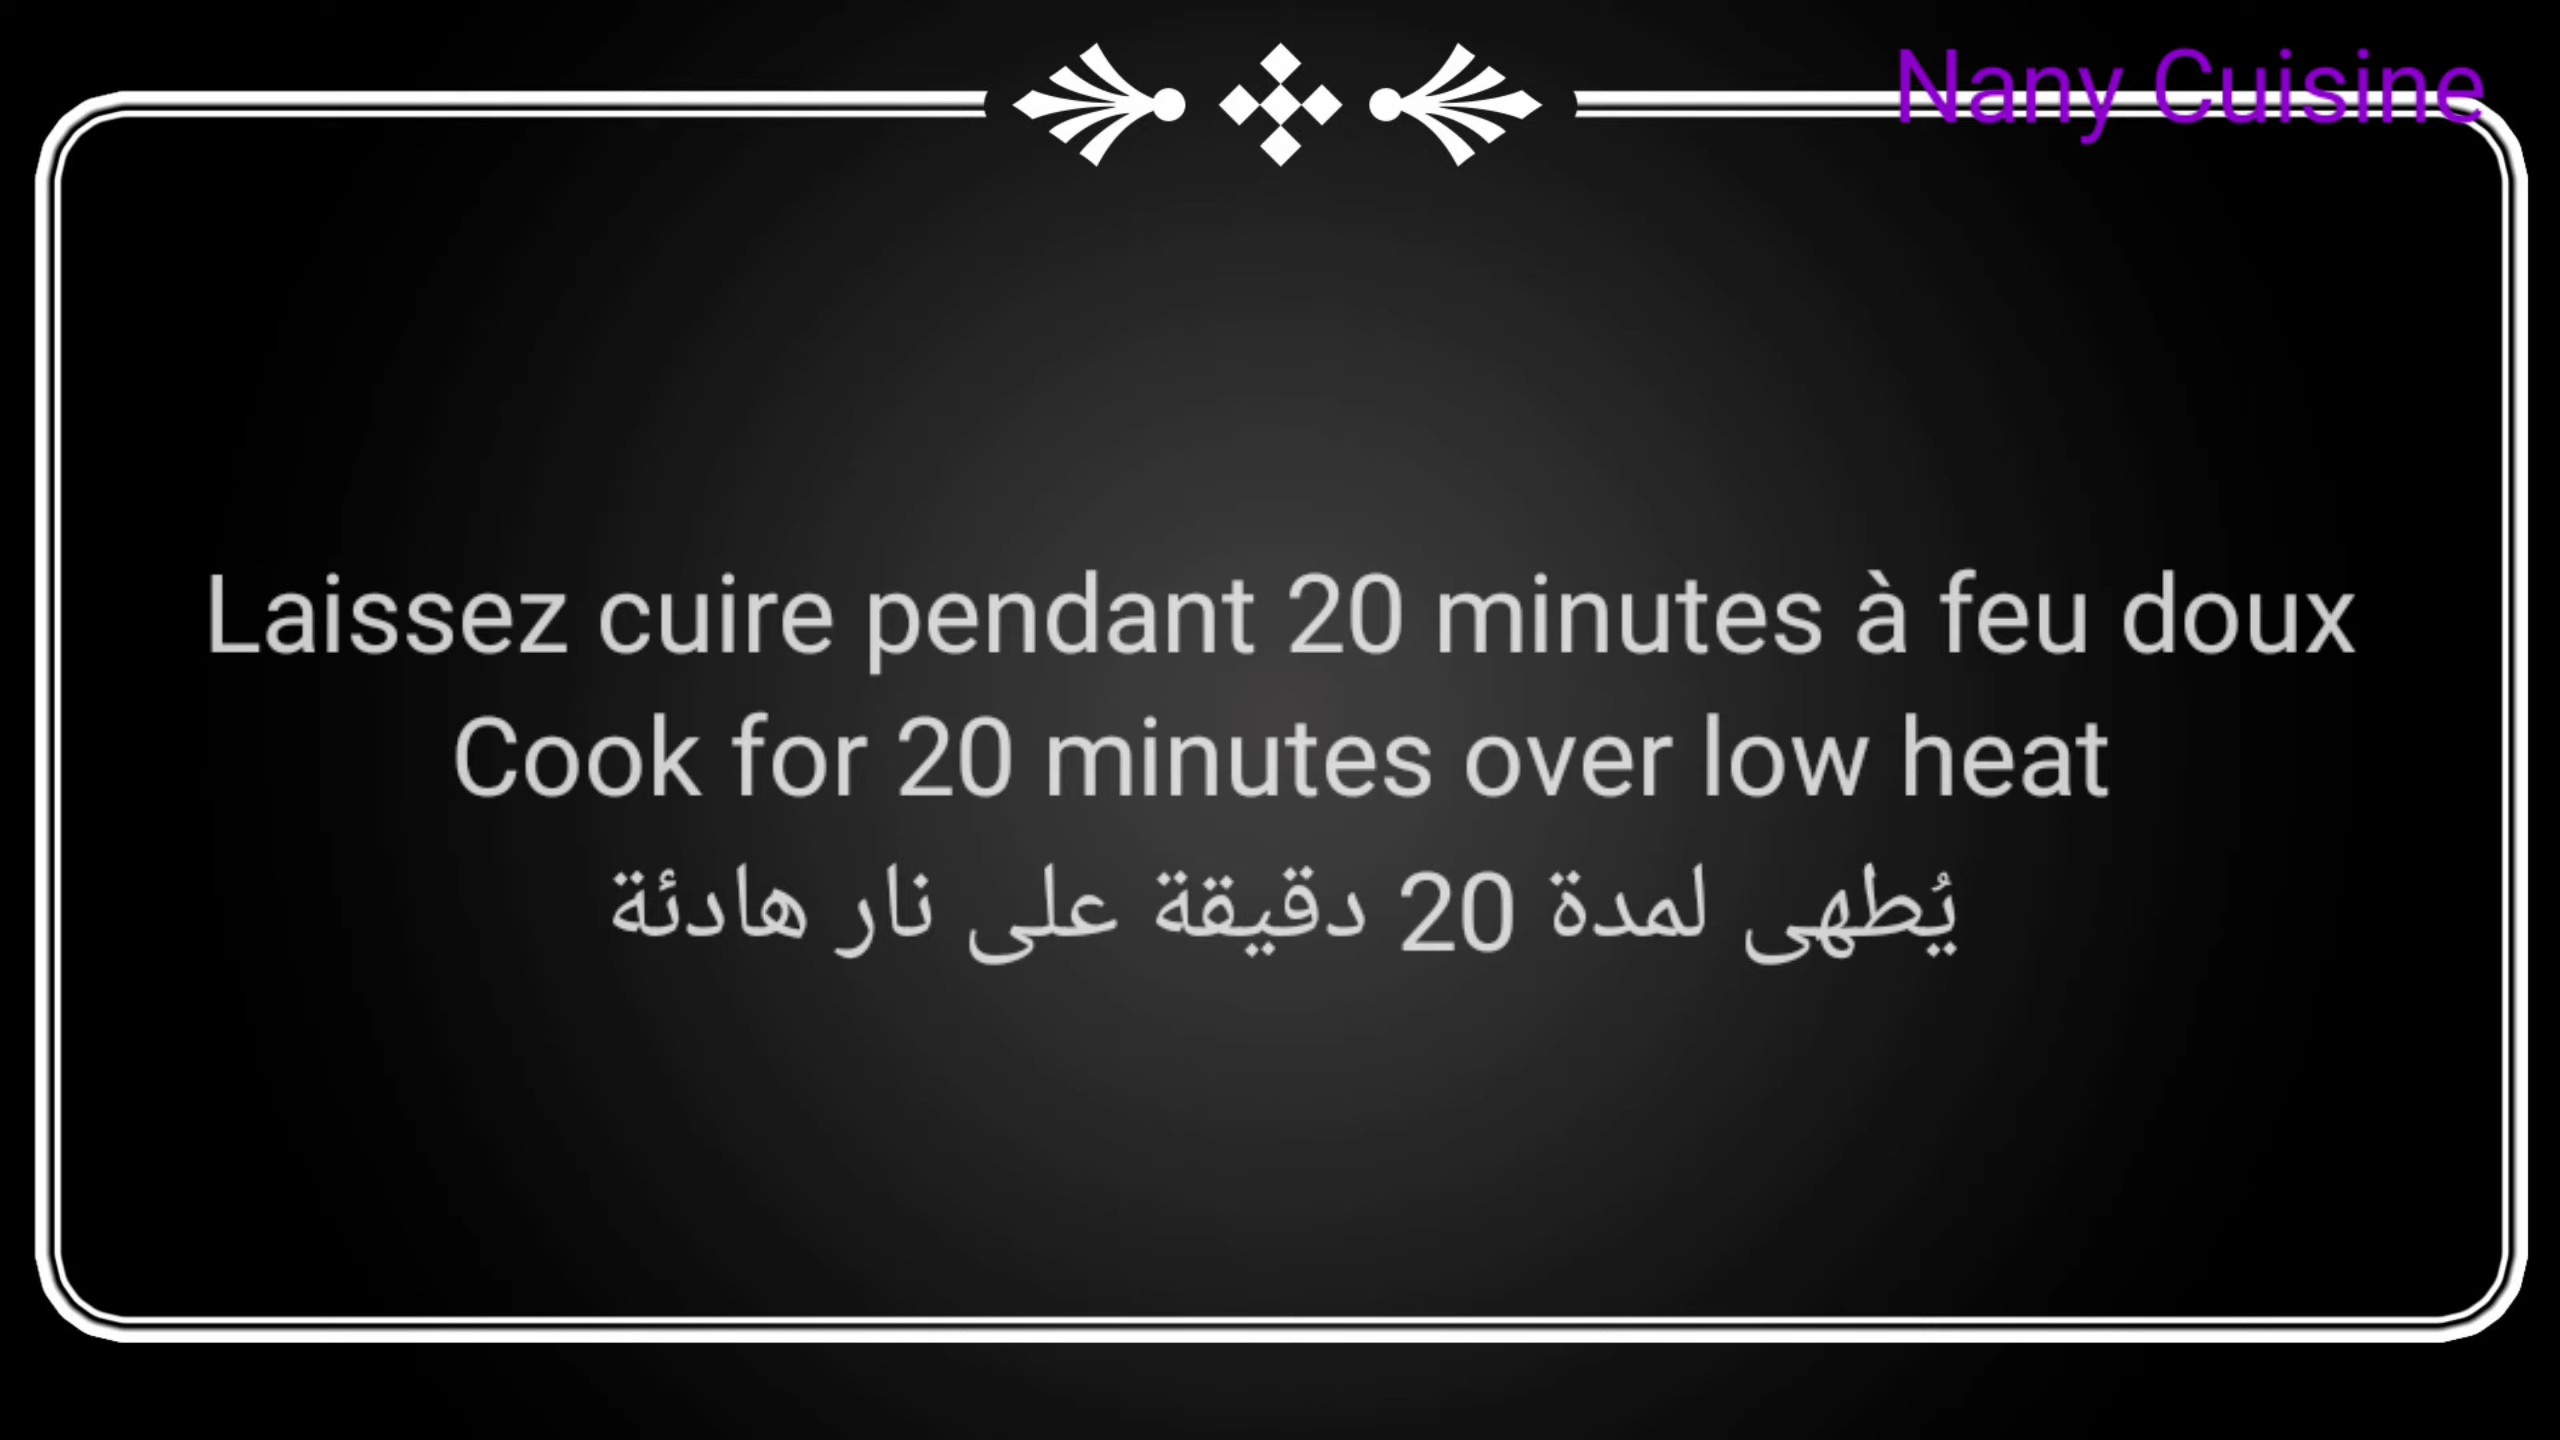 Nany Cuisine
Laissez cuire pendant 20 minutes à feu doux
Cook for 20 minutes over low heat
يُطهى لمدة 20 دقيقة على نار هادئة